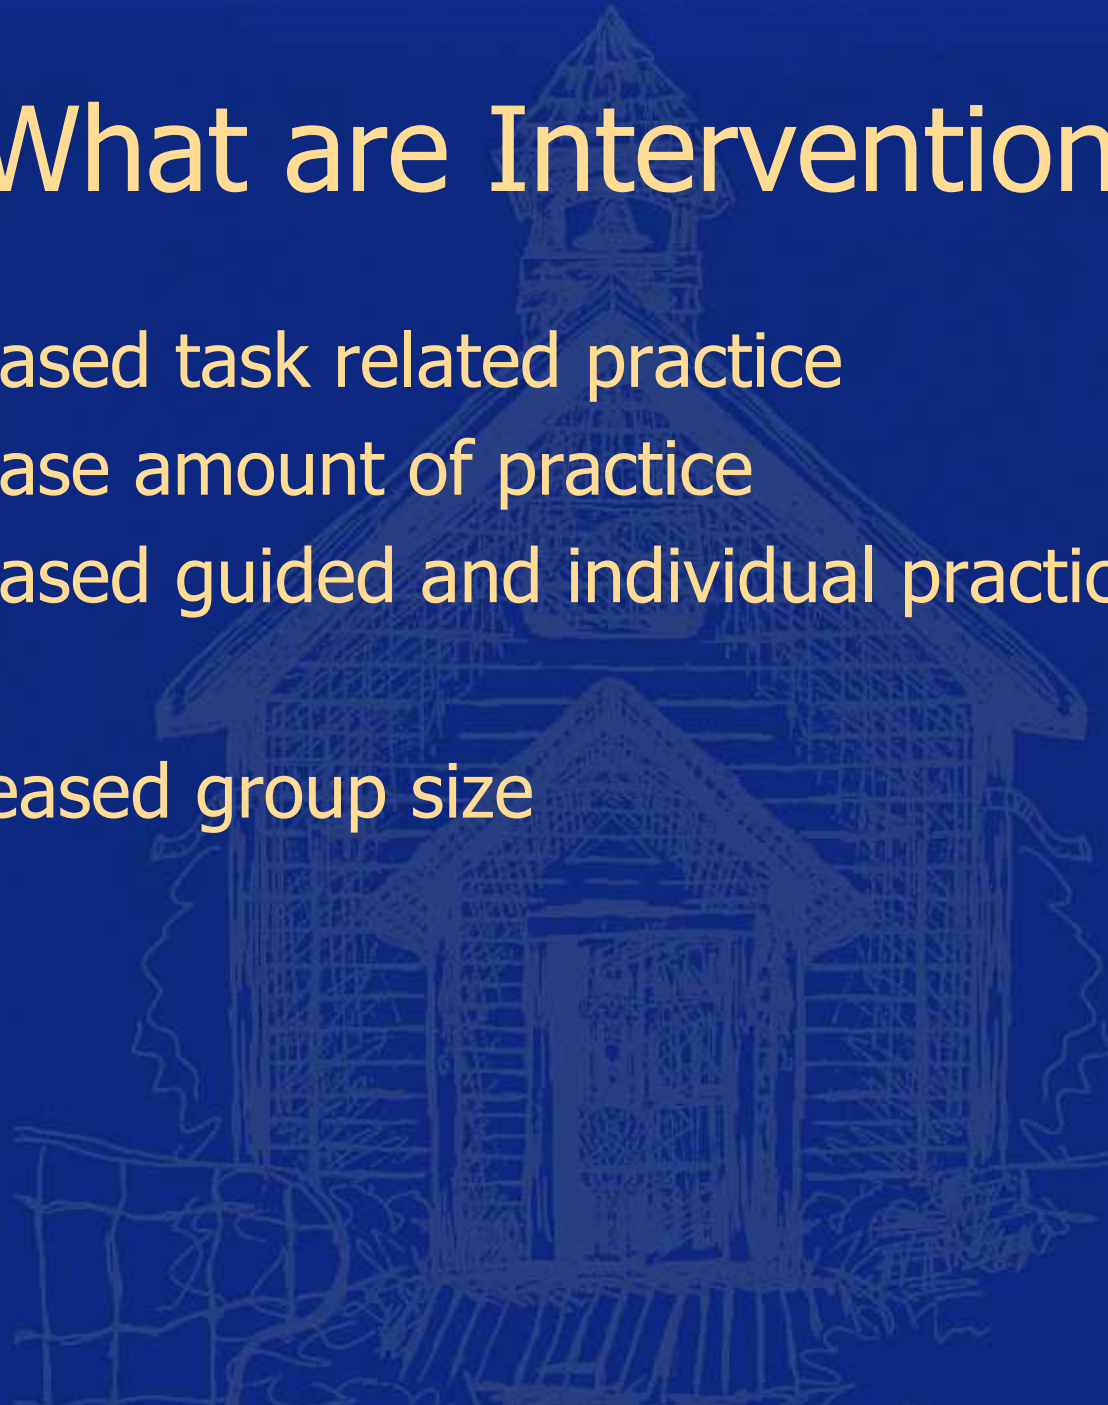 What are Intervention
ased task related practice
ase amount of practice
ased guided and individual practic
eased group size